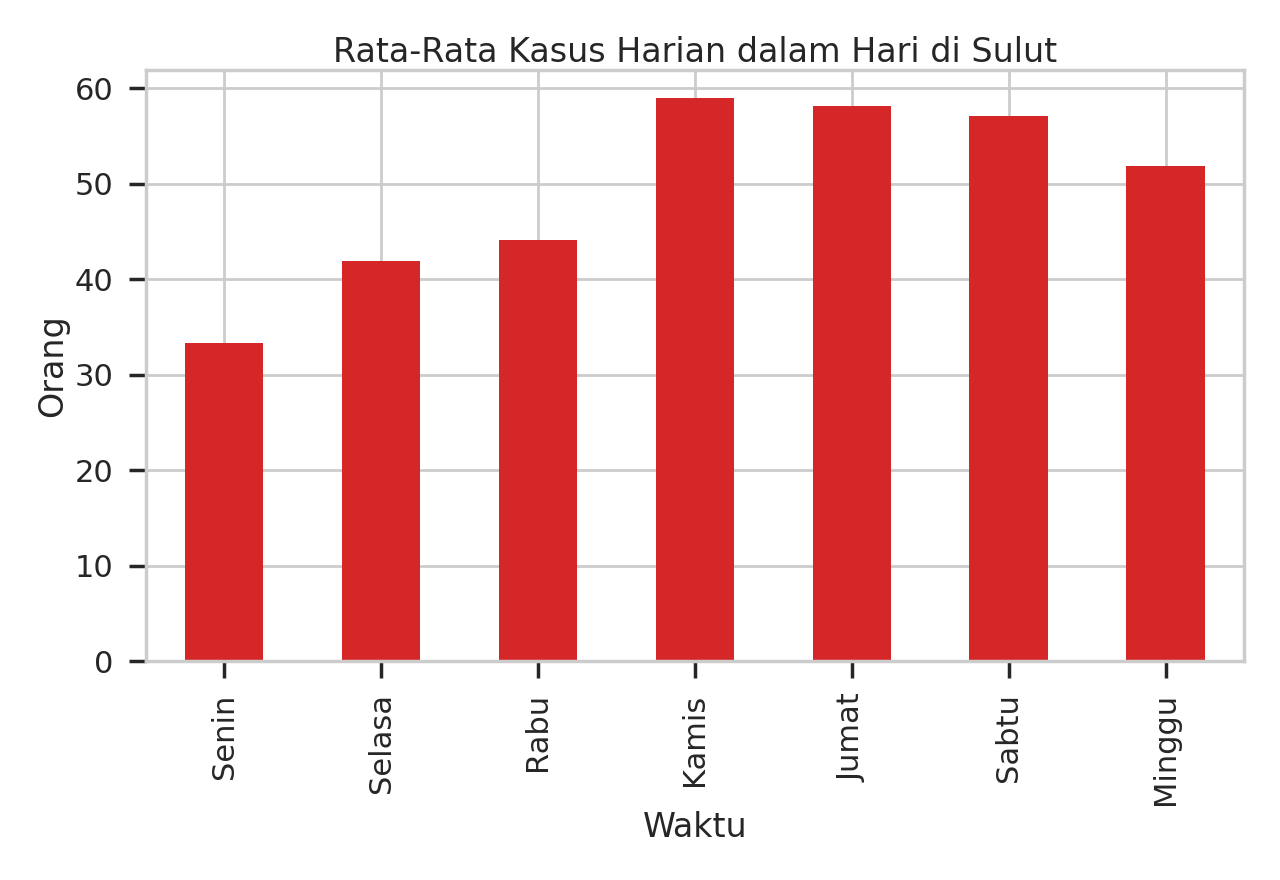 Rata-Rata Kasus Harian dalam Hari di Sulut
60
50
40
30
20
10
0
Orang
Senin
Selasa
Rabu
Kamis
Jumat
Sabtu
Minggu
Waktu